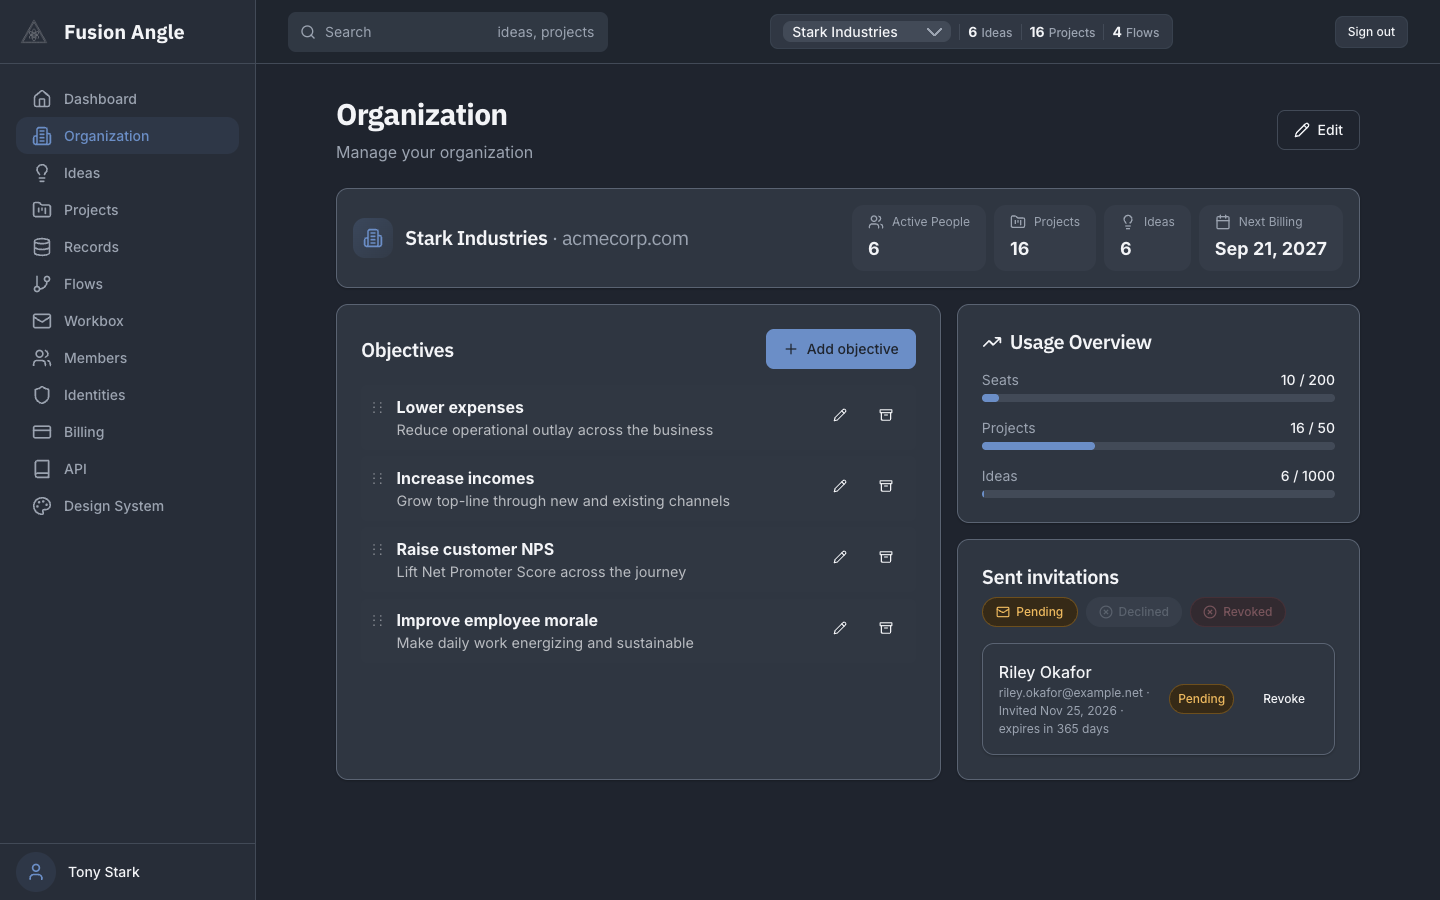 Fusion Angle
Search
ideas, projects
Stark Industries
6 Ideas
16 Projects
4 Flows
Sign out
Dashboard
Organization
Ideas
Projects
Records
Flows
Workbox
Members
Identities
Billing
API
Design System
Tony Stark
Organization
Manage your organization
Edit
Stark Industries · acmecorp.com
Active People
6
Projects
16
Ideas
6
Next Billing
Sep 21, 2027
Objectives
Add objective
Lower expenses
Reduce operational outlay across the business
Increase incomes
Grow top-line through new and existing channels
Raise customer NPS
Lift Net Promoter Score across the journey
Improve employee morale
Make daily work energizing and sustainable
Usage Overview
Seats
10 / 200
Projects
16 / 50
Ideas
6 / 1000
Sent invitations
Pending
Declined
Revoked
Riley Okafor
riley.okafor@example.net ·
Invited Nov 25, 2026 ·
expires in 365 days
Pending
Revoke